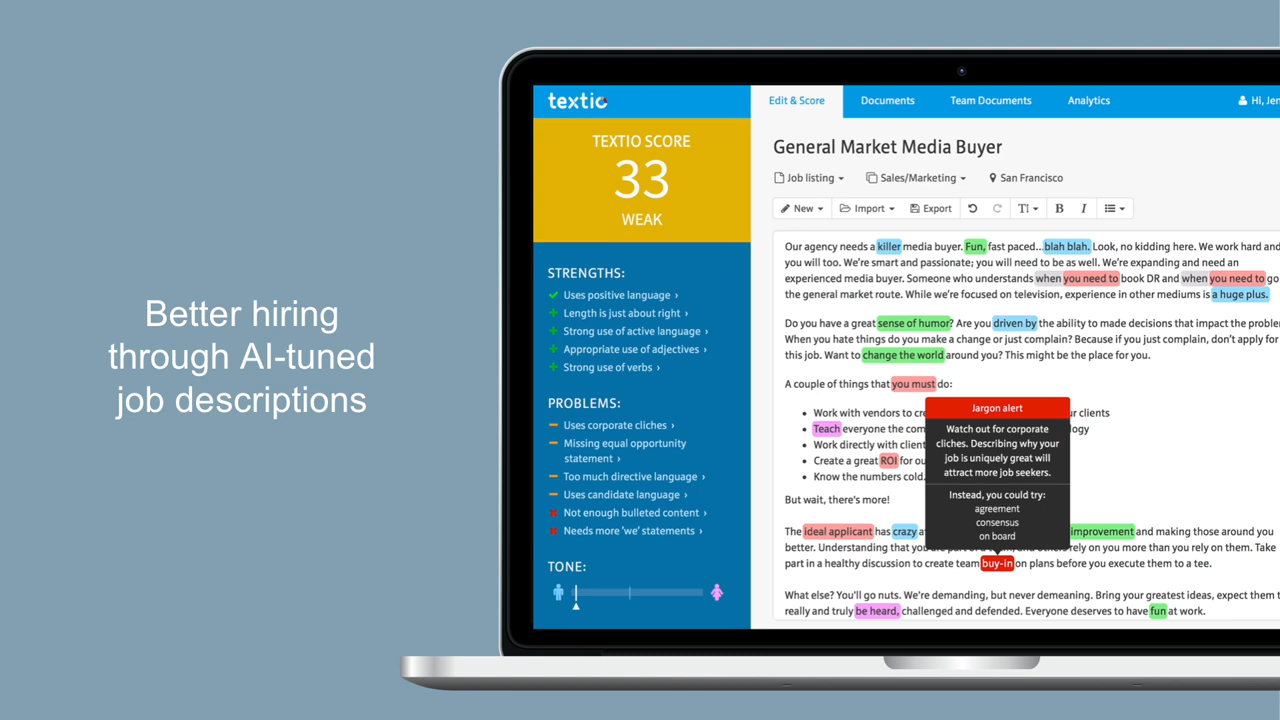 Better hiring
through AI-tuned
job descriptions
textio
TEXTIO SCORE
33
WEAK
STRENGTHS:
Uses positive language ›
Length is just about right ›
Strong use of active language ›
Appropriate use of adjectives ›
Strong use of verbs ›
PROBLEMS:
Uses corporate cliches ›
Missing equal opportunity
statement ›
Too much directive language ›
Uses candidate language ›
Not enough bulleted content ›
Needs more 'we' statements ›
TONE:
Edit & Score Documents Team Documents Analytics Hi,
General Market Media Buyer
Job listing Sales/Marketing San Francisco
New Import Export T B I
Our agency needs a killer media buyer. Fun, fast paced... blah blah. Look, no kidding here. We work hard and
you will too. We're smart and passionate; you will need to be as well. We're expanding and need an
experienced media buyer. Someone who understands when you need to book DR and when you need to go
the general market route. While we're focused on television, experience in other mediums is a huge plus.
Do you have a great sense of humor? Are you driven by the ability to made decisions that impact the
When you hate things do you make a change or just complain? Because if you just complain, don't apply for
this job. Want to change the world around you? This might be the place for you.
A couple of things that you must do:
Work with vendors to clients
Teach everyone the
Work directly with
Create a great ROI for
Know the numbers cold.
But wait, there's more!
The ideal applicant has crazy improvement and making those around you
better. Understanding that you rely on you more than you rely on them. Take
part in a healthy discussion to create team buy-in on plans before you execute them to a tee.
What else? You'll go nuts. We're demanding, but never demeaning. Bring your greatest ideas, expect them
really and truly be heard, challenged and defended. Everyone deserves to have fun at work.
Jargon alert
Watch out for corporate
cliches. Describing why your
job is uniquely great will
attract more job seekers.
Instead, you could try:
agreement
consensus
on board